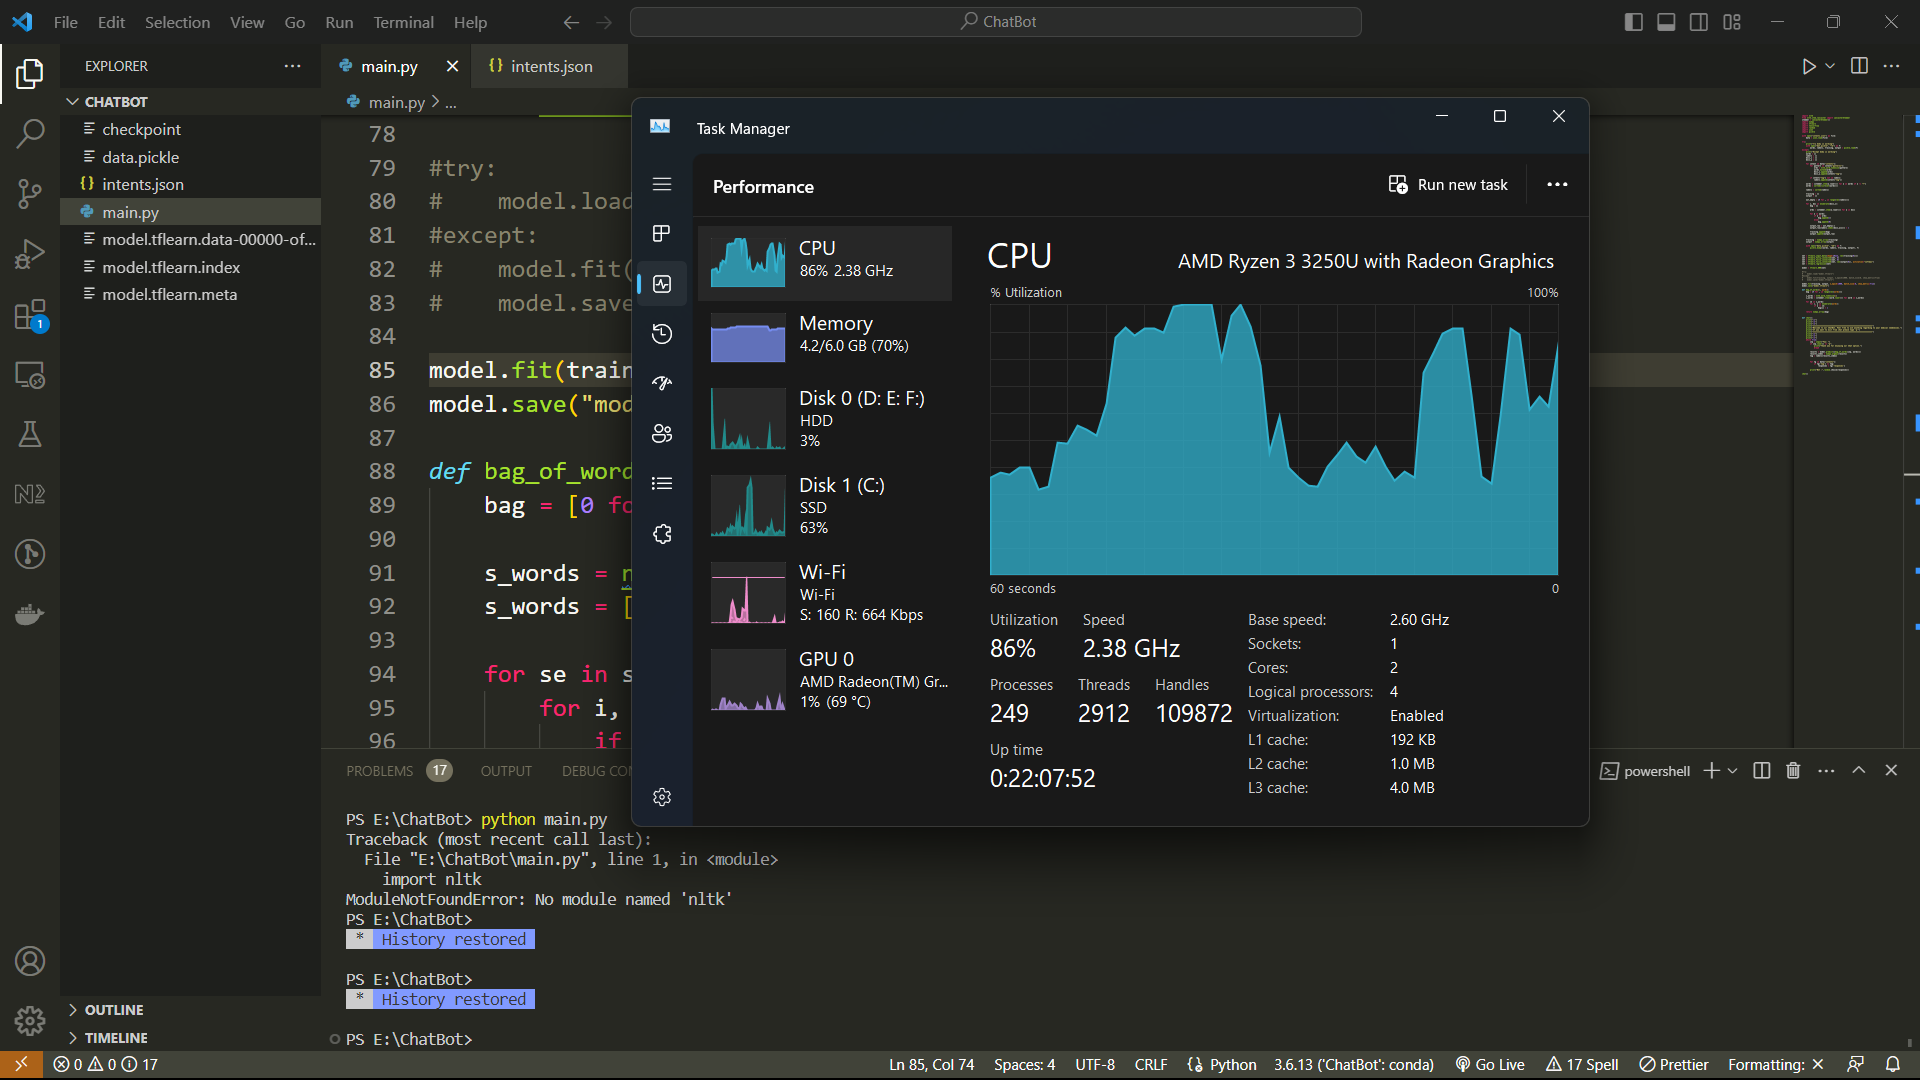 File Edit Selection View Go Run Terminal Help
ChatBot
EXPLORER
CHATBOT
checkpoint
data.pickle
intents.json
main.py
model.tflearn.data-00000-of...
model.tflearn.index
model.tflearn.meta
OUTLINE
TIMELINE
1
main.py
intents.json
main.py > ...
78
79 #try:
80 # model.load
81 #except:
82 # model.fit(
83 # model.save
84
85 model.fit(train
86 model.save("mod
87
88 def bag_of_word
89 bag = [0 fo
90
91 s_words = n
92 s_words = [
93
94 for se in s
95 for i,
96 if
Task Manager
Performance
Run new task
CPU
86% 2.38 GHz
Memory
4.2/6.0 GB (70%)
Disk 0 (D: E: F:)
HDD
3%
Disk 1 (C:)
SSD
63%
Wi-Fi
Wi-Fi
S: 160 R: 664 Kbps
GPU 0
AMD Radeon(TM) Gr...
1% (69 °C)
CPU
AMD Ryzen 3 3250U with Radeon Graphics
% Utilization 100%
60 seconds 0
Utilization Speed
86% 2.38 GHz
Processes Threads Handles
249 2912 109872
Up time
0:22:07:52
Base speed: 2.60 GHz
Sockets: 1
Cores: 2
Logical processors: 4
Virtualization: Enabled
L1 cache: 192 KB
L2 cache: 1.0 MB
L3 cache: 4.0 MB
PROBLEMS 17 OUTPUT DEBUG CON
powershell
PS E:\ChatBot> python main.py
Traceback (most recent call last):
File "E:\ChatBot\main.py", line 1, in <module>
import nltk
ModuleNotFoundError: No module named 'nltk'
PS E:\ChatBot>
* History restored
PS E:\ChatBot>
* History restored
PS E:\ChatBot>
0 0 17
Ln 85, Col 74 Spaces: 4 UTF-8 CRLF Python 3.6.13 ('ChatBot': conda) Go Live 17 Spell Prettier Formatting: ×